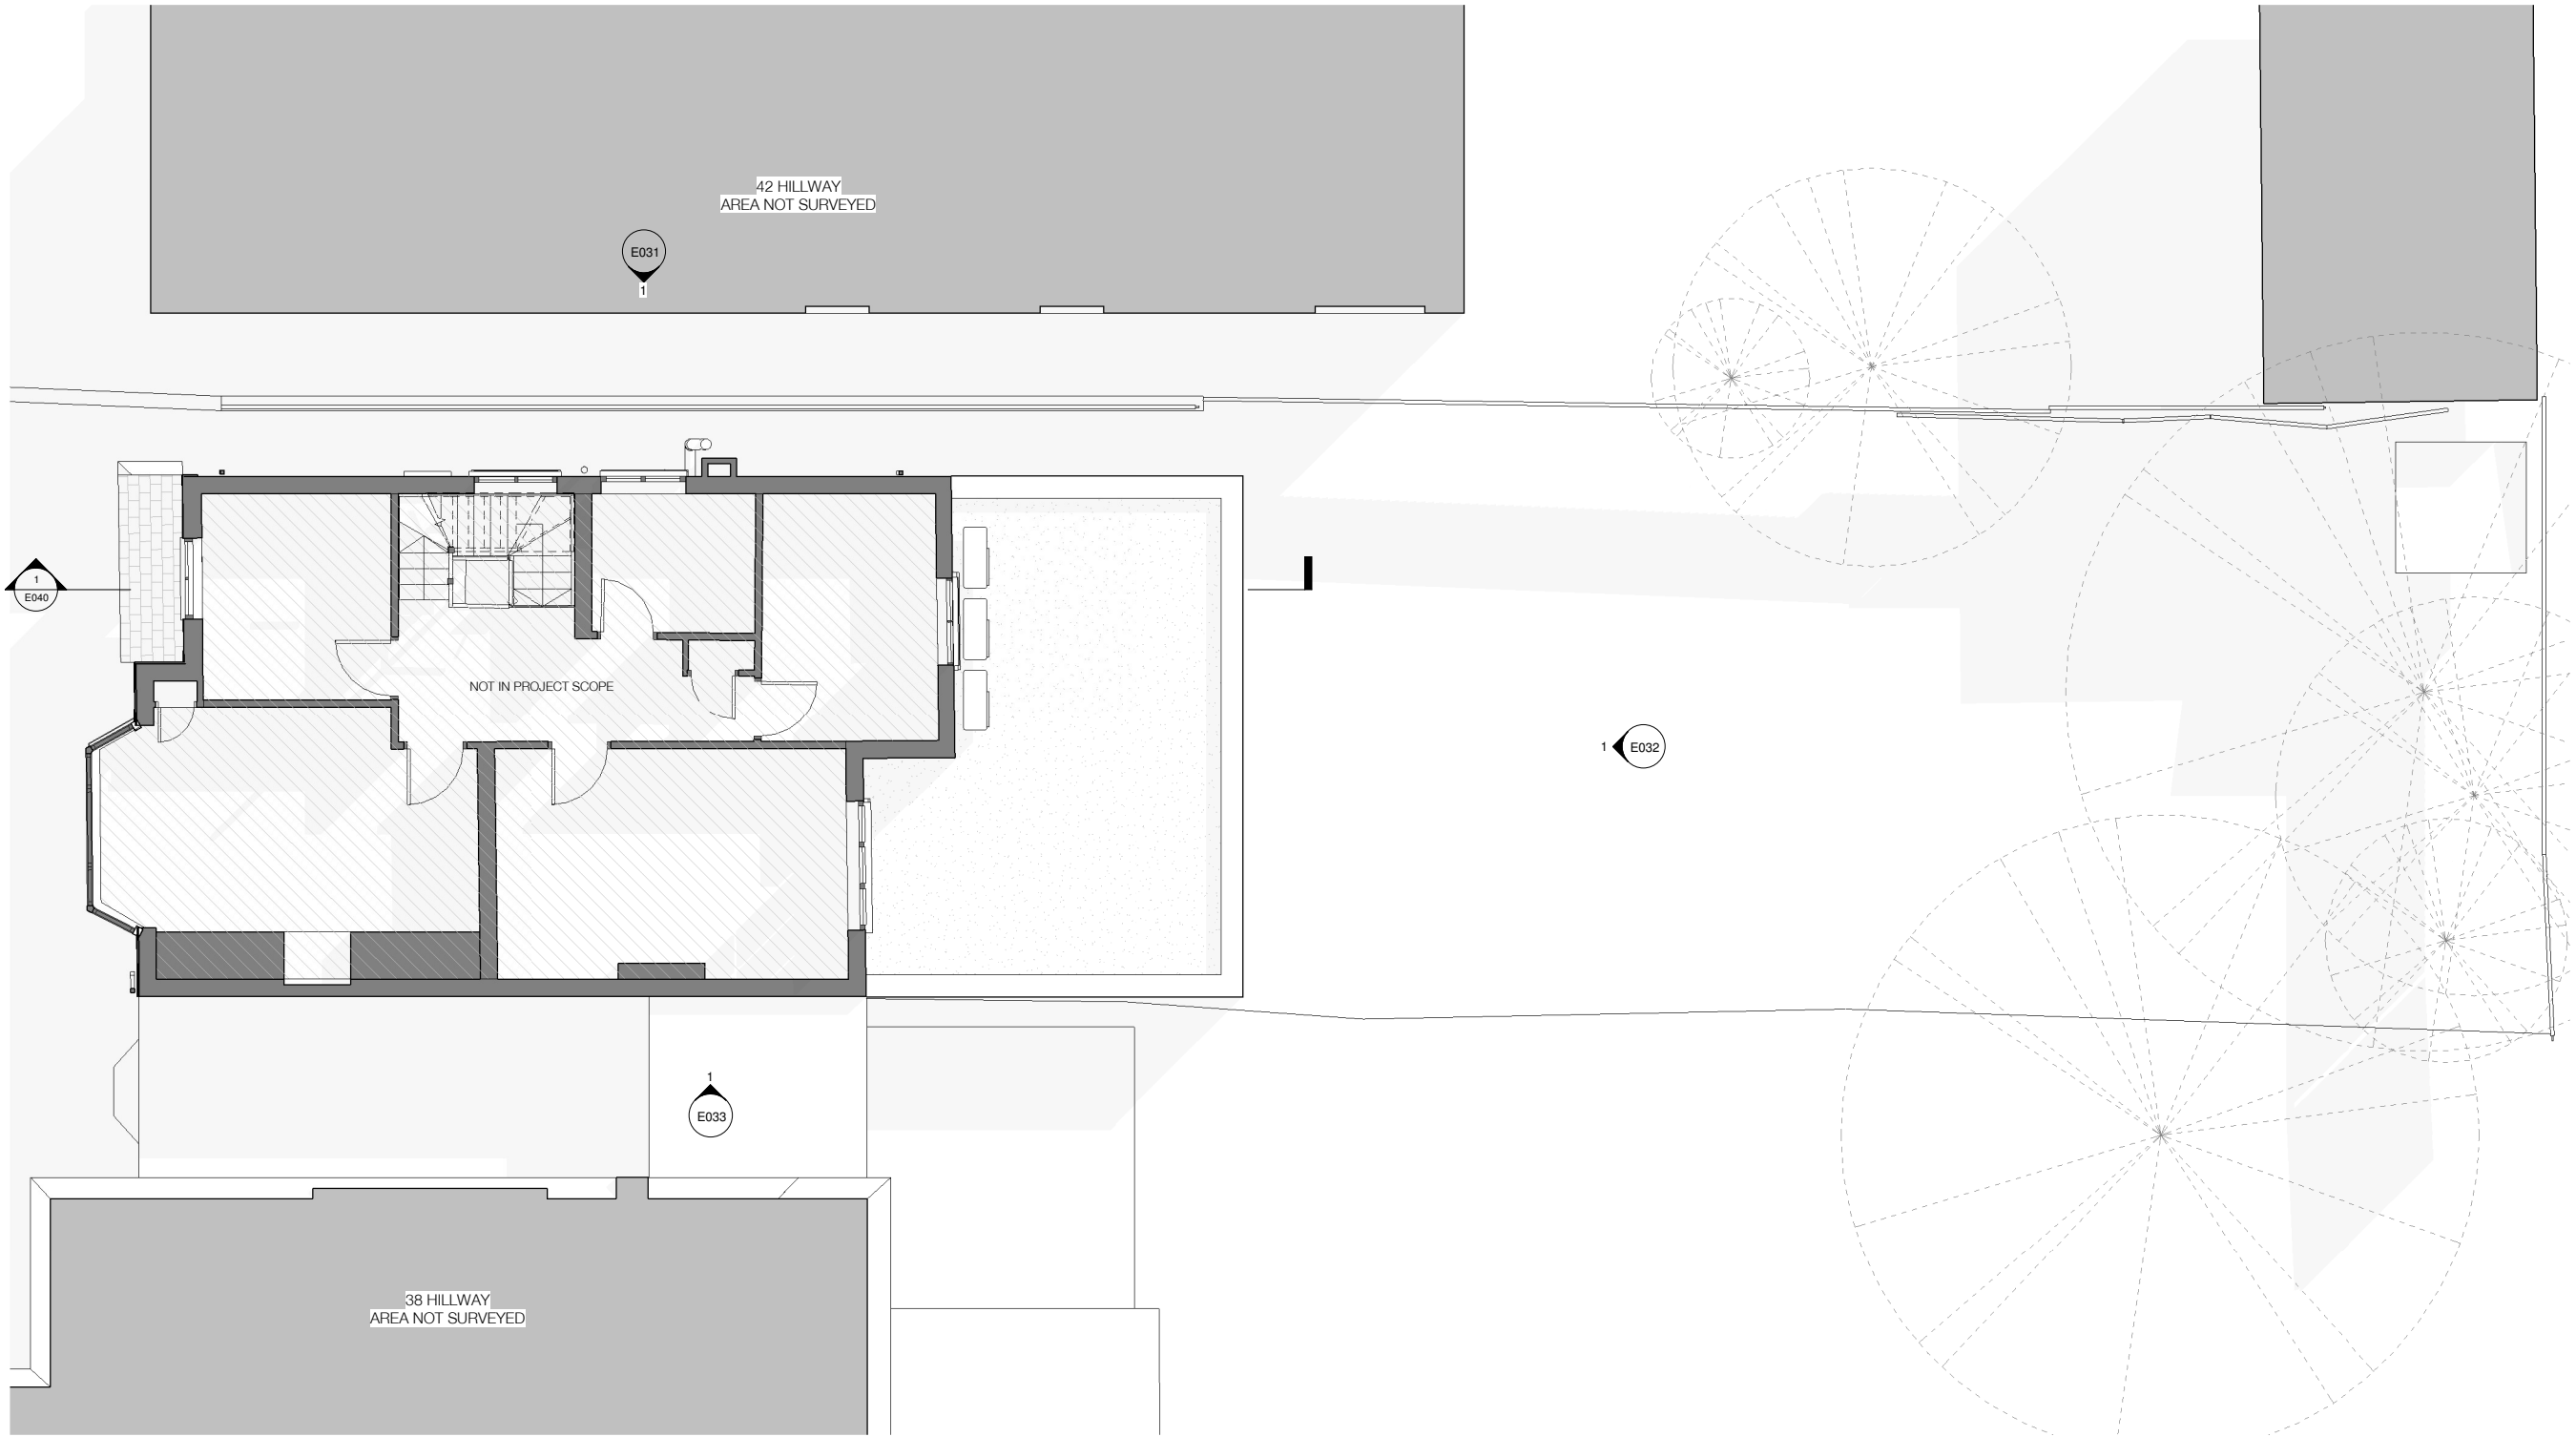 42 HILLWAY
AREA NOT SURVEYED
E031
1
1
E040
NOT IN PROJECT SCOPE
1
E032
1
E033
38 HILLWAY
AREA NOT SURVEYED